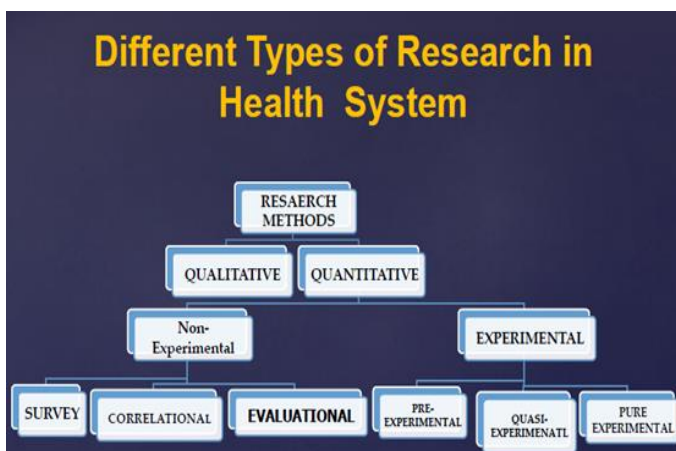 Different Types of Research in
Health System
RESAERCH
METHODS
QUALITATIVE
QUANTITATIVE
Non-
Experimental
EXPERIMENTAL
SURVEY
CORRELATIONAL
EVALUATIONAL
PRE-
EXPERIMENTAL
QUASI-
EXPERIMENATL
PURE
EXPERIMENTAL